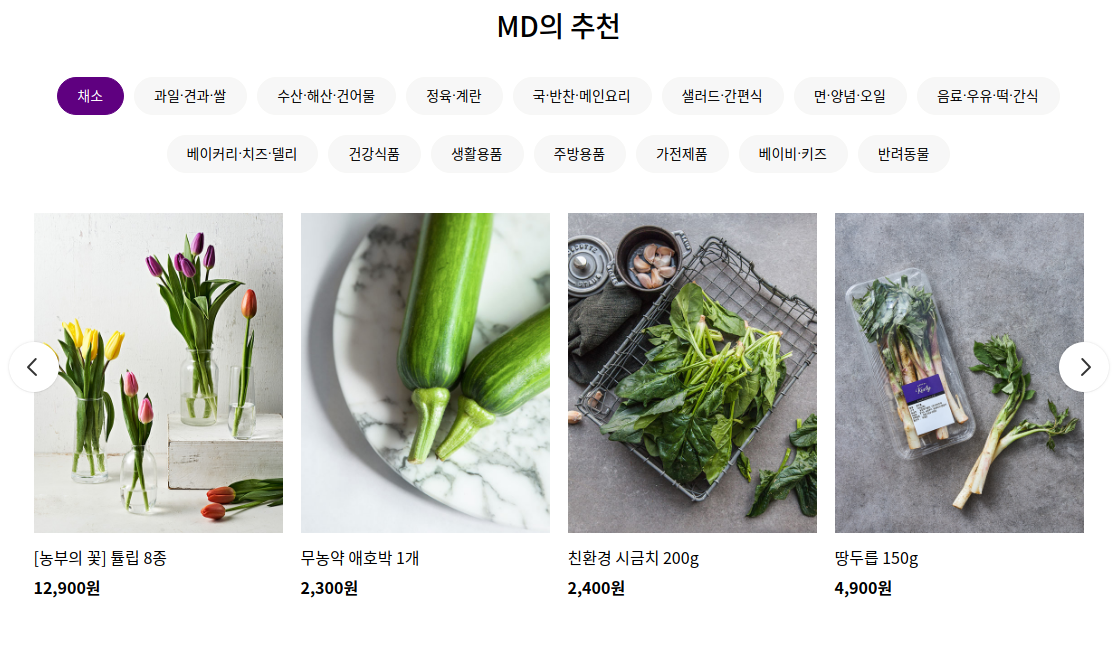 MD의 추천
채소 과일·견과·쌀 수산·해산·건어물 정육·계란 국·반찬·메인요리 샐러드·간편식 면·양념·오일 음료·우유·떡·간식
베이커리·치즈·델리 건강식품 생활용품 주방용품 가전제품 베이비·키즈 반려동물
Kurly
[농부의 꽃] 튤립 8종 무농약 애호박 1개 친환경 시금치 200g 땅두릅 150g
12,900원 2,300원 2,400원 4,900원